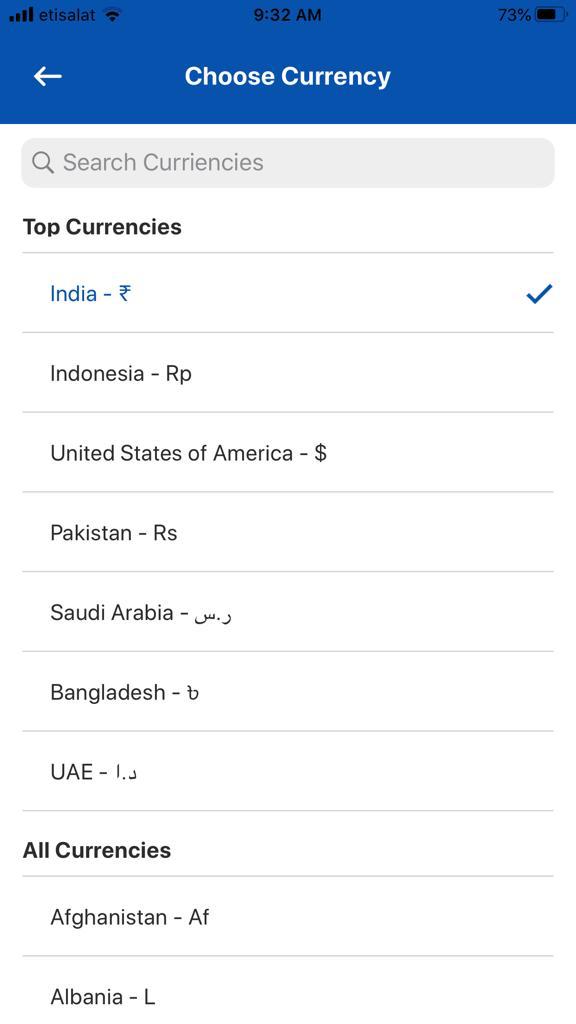 etisalat 9:32 AM 73%
Choose Currency
Search Curriencies
Top Currencies
India - ₹
Indonesia - Rp
United States of America - $
Pakistan - Rs
Saudi Arabia - ر.س
Bangladesh - ৳
UAE - د.ا
All Currencies
Afghanistan - Af
Albania - L